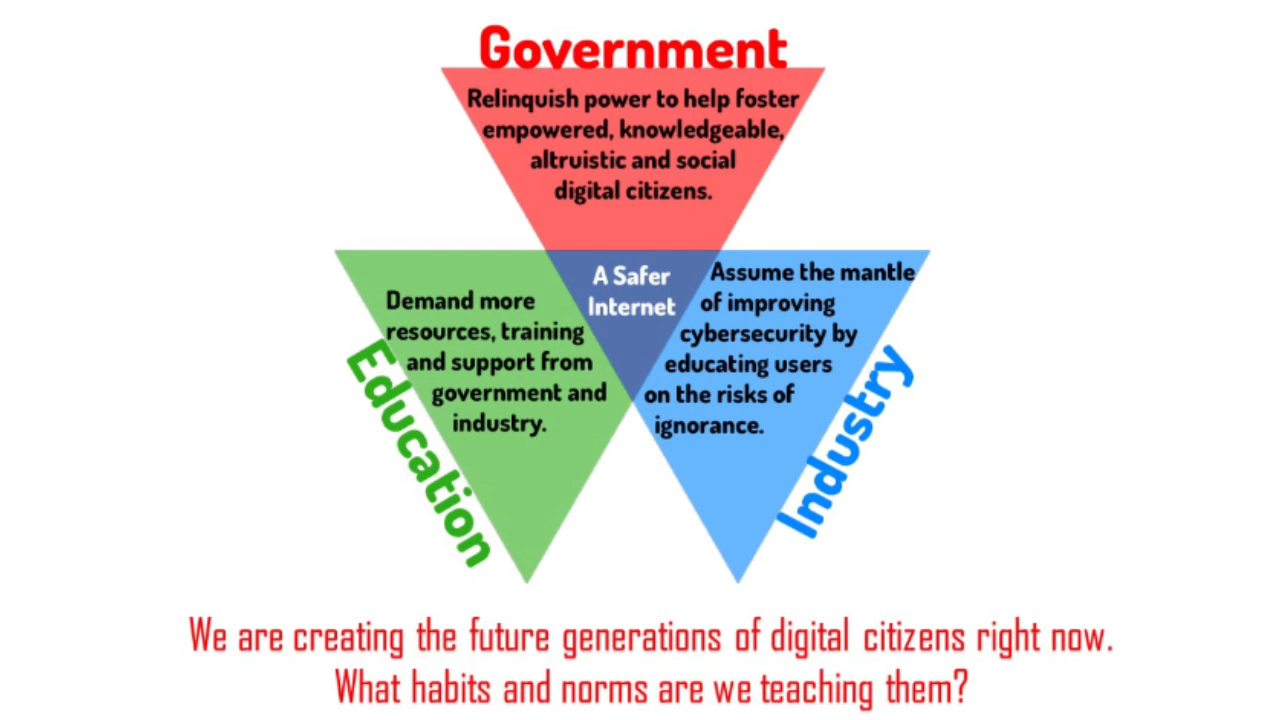 Government
Relinquish power to help foster
empowered, knowledgeable,
altruistic and social
digital citizens.
A Safer
Internet
Demand more
resources, training
and support from
government and
industry.
Education
Assume the mantle
of improving
cybersecurity by
educating users
on the risks of
ignorance.
Industry
We are creating the future generations of digital citizens right now.
What habits and norms are we teaching them?